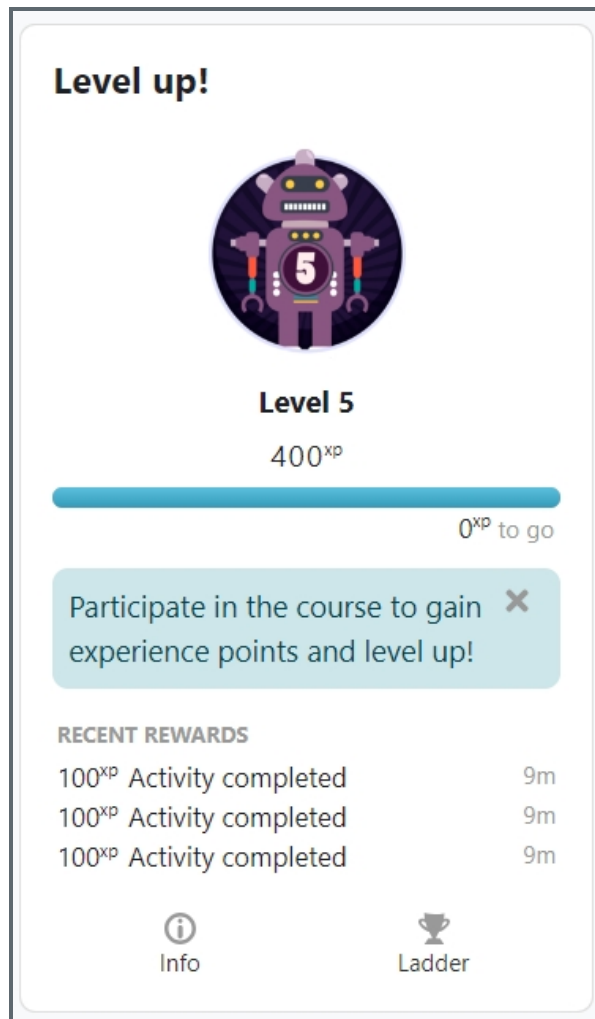 Level up!
5
Level 5
400xp
0xp to go
Participate in the course to gain
experience points and level up!
RECENT REWARDS
100xp Activity completed 9m
100xp Activity completed 9m
100xp Activity completed 9m
Info Ladder